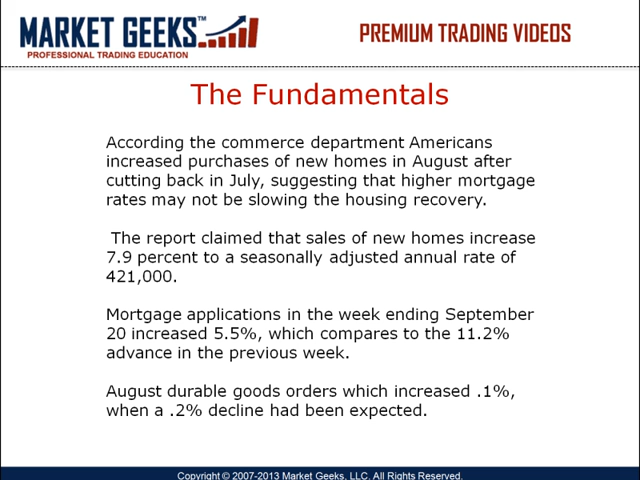 MARKET GEEKS™
PROFESSIONAL TRADING EDUCATION
PREMIUM TRADING VIDEOS
The Fundamentals
According the commerce department Americans
increased purchases of new homes in August after
cutting back in July, suggesting that higher mortgage
rates may not be slowing the housing recovery.
The report claimed that sales of new homes increase
7.9 percent to a seasonally adjusted annual rate of
421,000.
Mortgage applications in the week ending September
20 increased 5.5%, which compares to the 11.2%
advance in the previous week.
August durable goods orders which increased .1%,
when a .2% decline had been expected.
Copyright © 2007-2013 Market Geeks, LLC. All Rights Reserved.